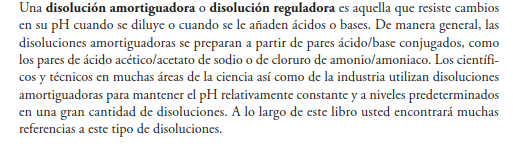 Una disolución amortiguadora o disolución reguladora es aquella que resiste cambios
en su pH cuando se diluye o cuando se le añaden ácidos o bases. De manera general, las
disoluciones amortiguadoras se preparan a partir de pares ácido/base conjugados, como
los pares de ácido acético/acetato de sodio o de cloruro de amonio/amoniaco. Los científi-
cos y técnicos en muchas áreas de la ciencia así como de la industria utilizan disoluciones
amortiguadoras para mantener el pH relativamente constante y a niveles predeterminados
en una gran cantidad de disoluciones. A lo largo de este libro usted encontrará muchas
referencias a este tipo de disoluciones.